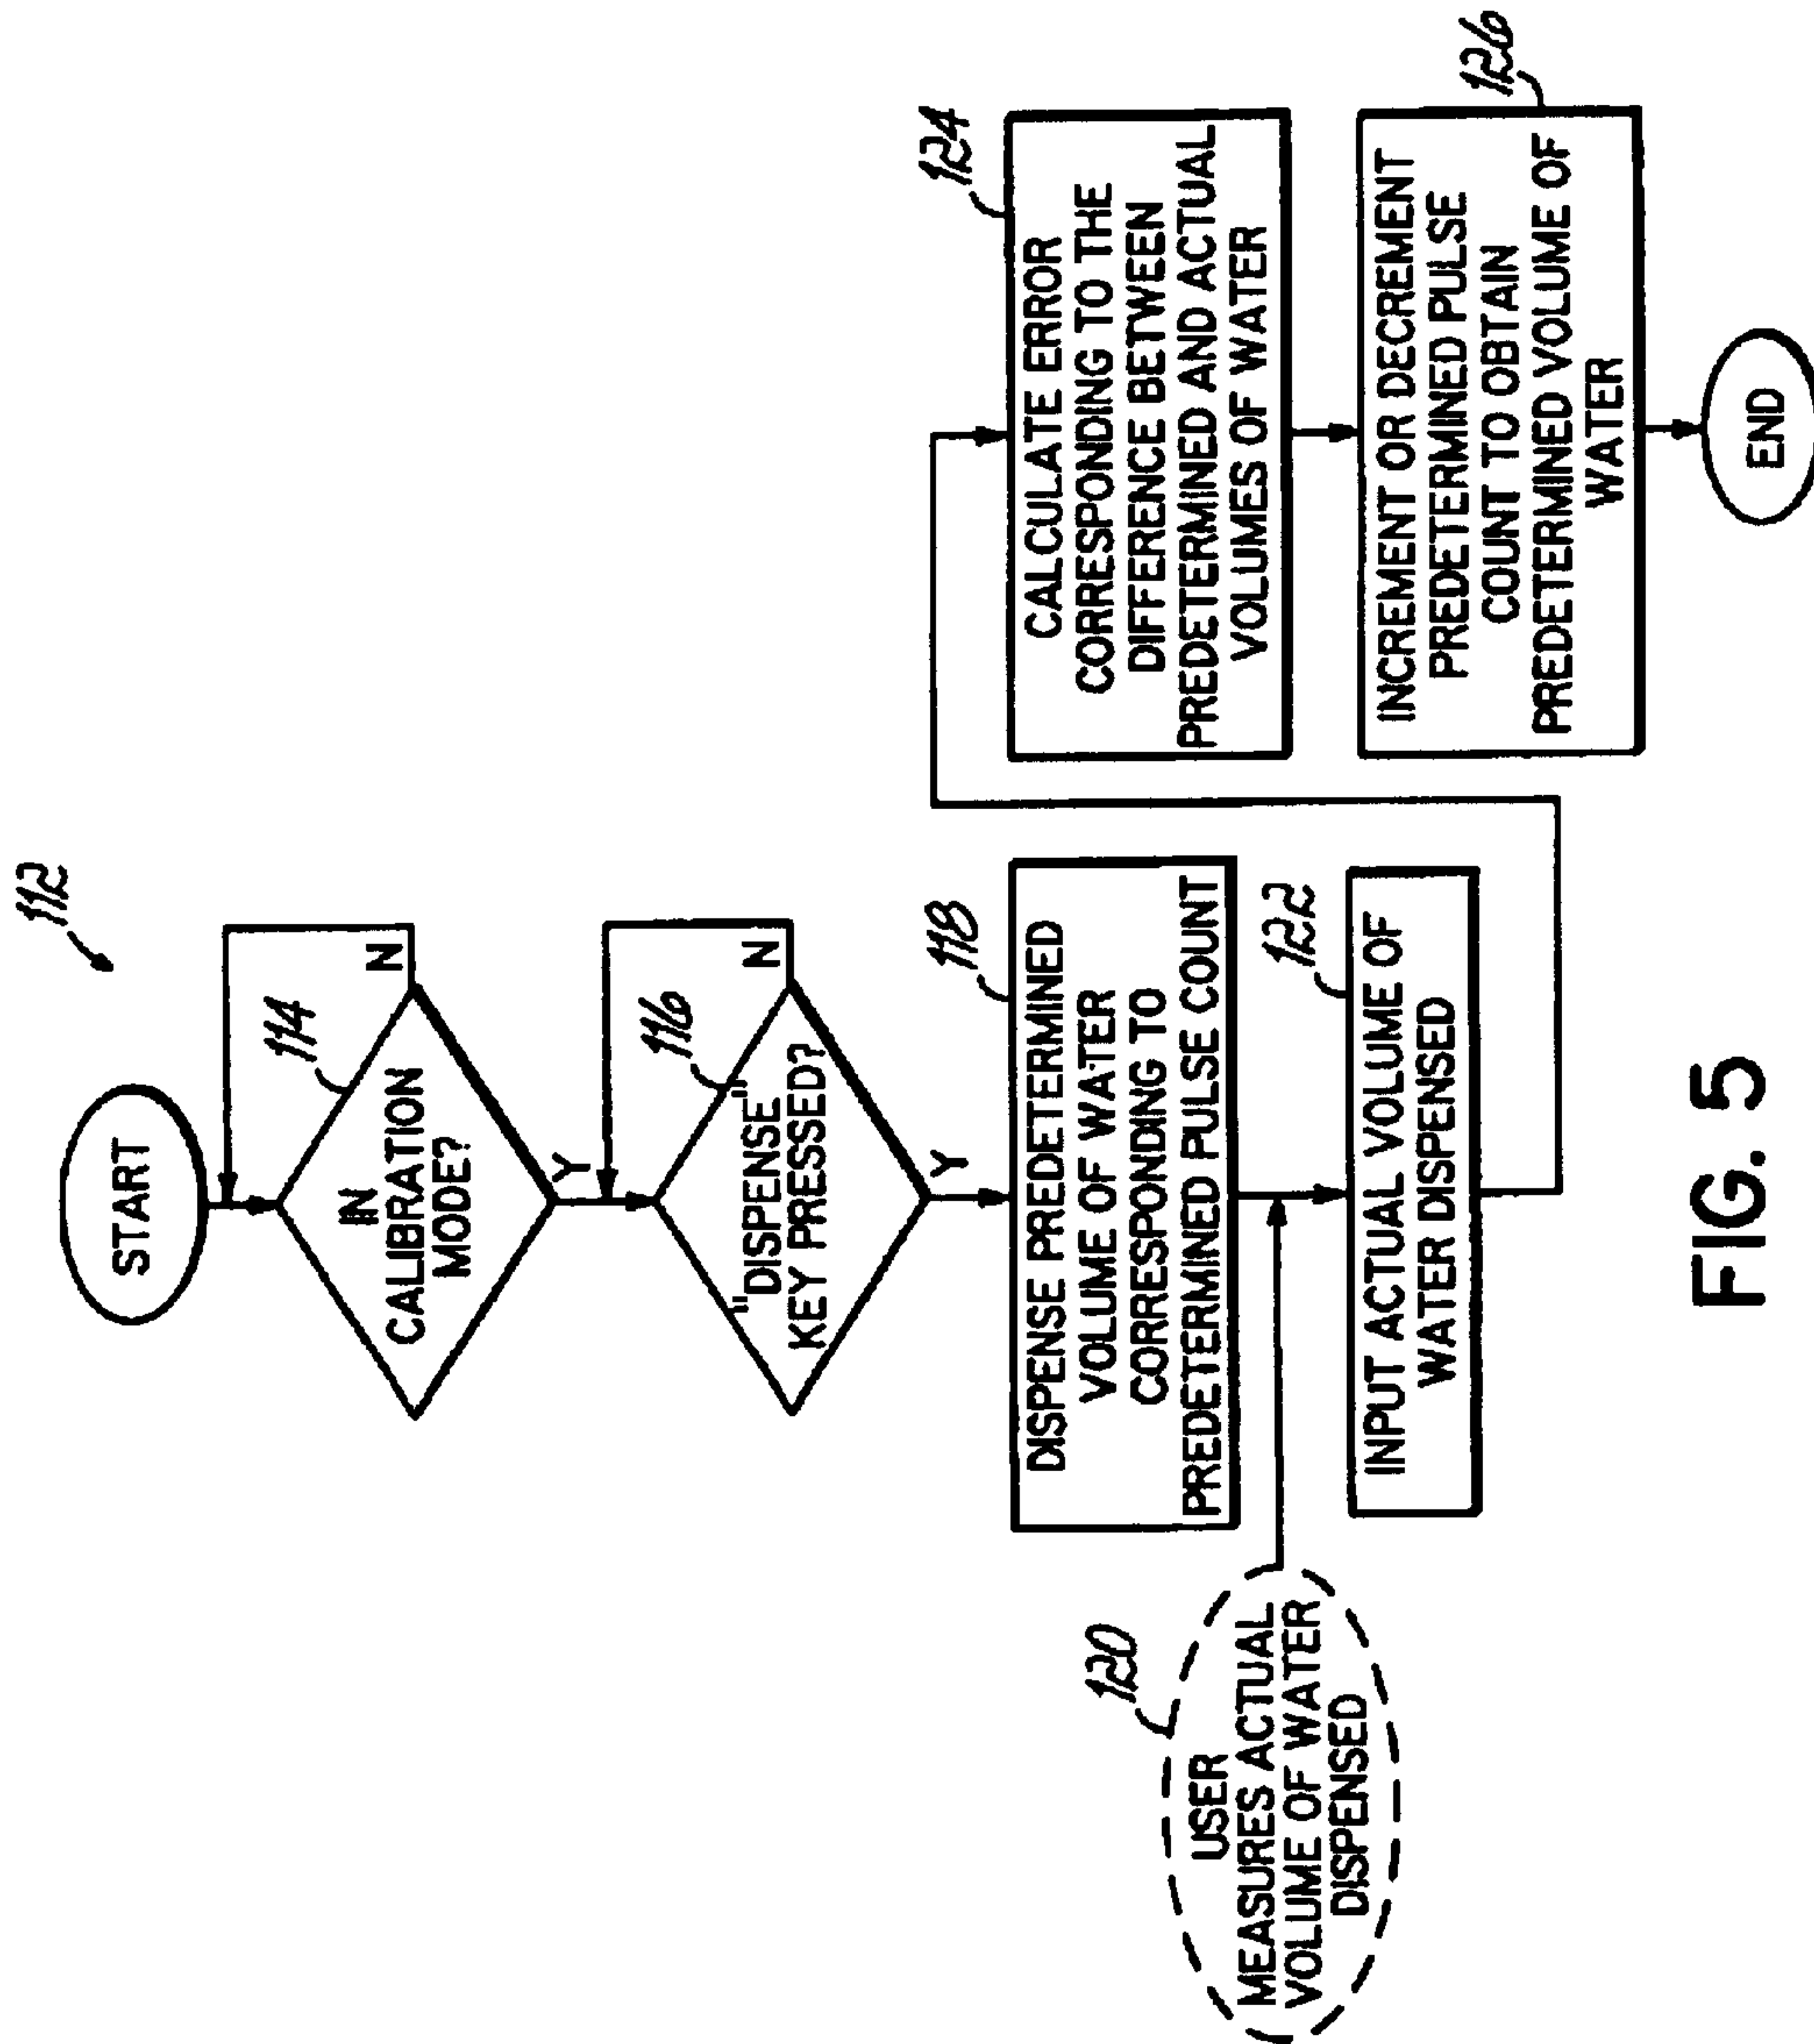 112
START
IN
CALIBRATION
MODE?
114
N
Y
"DISPENSE"
KEY PRESSED?
116
N
Y
DISPENSE PREDETERMINED
VOLUME OF WATER
CORRESPONDING TO
PREDETERMINED PULSE COUNT
118
USER
MEASURES ACTUAL
VOLUME OF WATER
DISPENSED
120
INPUT ACTUAL VOLUME OF
WATER DISPENSED
122
CALCULATE ERROR
CORRESPONDING TO THE
DIFFERENCE BETWEEN
PREDETERMINED AND ACTUAL
VOLUMES OF WATER
124
INCREMENT OR DECREMENT
PREDETERMINED PULSE
COUNT TO OBTAIN
PREDETERMINED VOLUME OF
WATER
126
END
FIG. 5